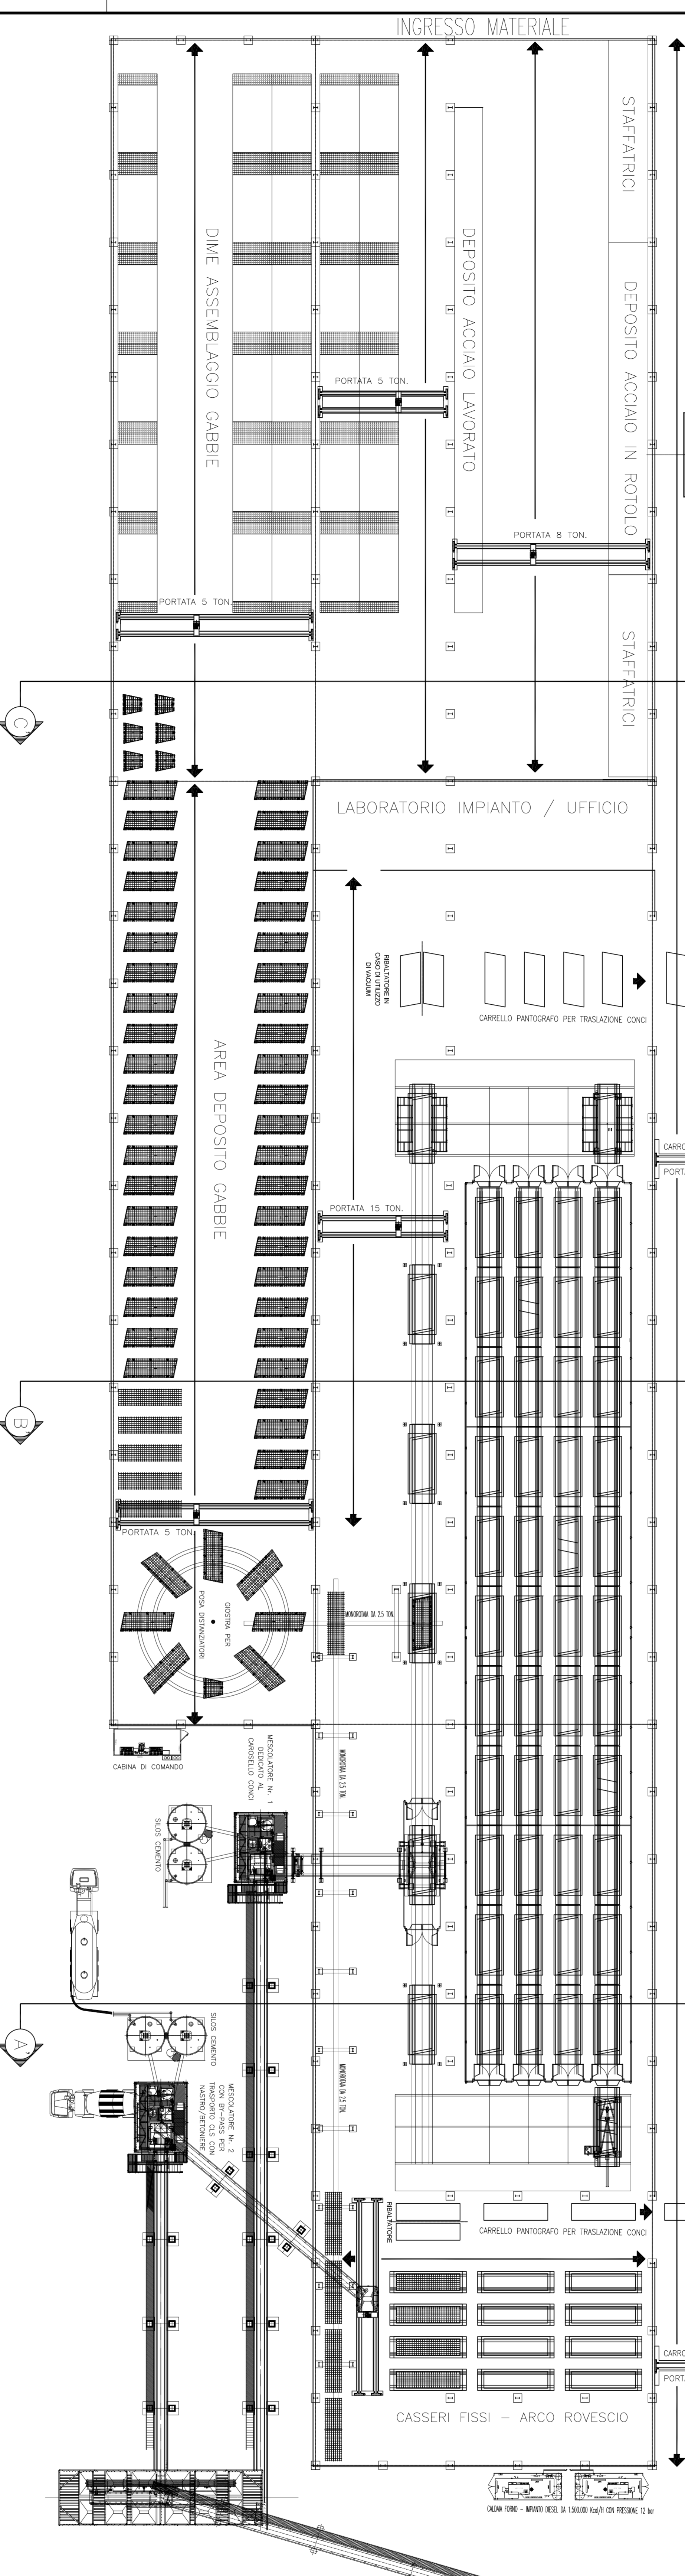 INGRESSO MATERIALE
STAFFATRICI
DIME ASSEMBLAGGIO GABBIE
DEPOSITO ACCIAIO LAVORATO
DEPOSITO ACCIAIO IN ROTOLO
PORTATA 5 TON.
PORTATA 8 TON.
PORTATA 5 TON.
STAFFATRICI
C
LABORATORIO IMPIANTO / UFFICIO
RIBALTATORE IN
CASO DI UTILIZZO
DI VACUUM
CARRELLO PANTOGRAFO PER TRASLAZIONE CONCI
AREA DEPOSITO GABBIE
CARRO
PORTA
PORTATA 15 TON.
B
PORTATA 5 TON.
GIOSTRA PER
POSA DISTANZIATORI
MONOROTAIA DA 2.5 TON.
CABINA DI COMANDO
MESCOLATORE Nr. 1
DEDICATO AL
CAROSELLO CONCI
MONOROTAIA DA 2.5 TON.
SILOS CEMENTO
A
SILOS CEMENTO
MESCOLATORE Nr. 2
CON BY-PASS PER
TRASPORTO CLS CON
NASTRO/BETONIERE
MONOROTAIA DA 2.5 TON.
RIBALTATORE
CARRELLO PANTOGRAFO PER TRASLAZIONE CONCI
CARRO
PORTA
CASSERI FISSI - ARCO ROVESCIO
CALDAIA FORNO - IMPIANTO DIESEL DA 1.500.000 Kcal/H CON PRESSIONE 12 bar